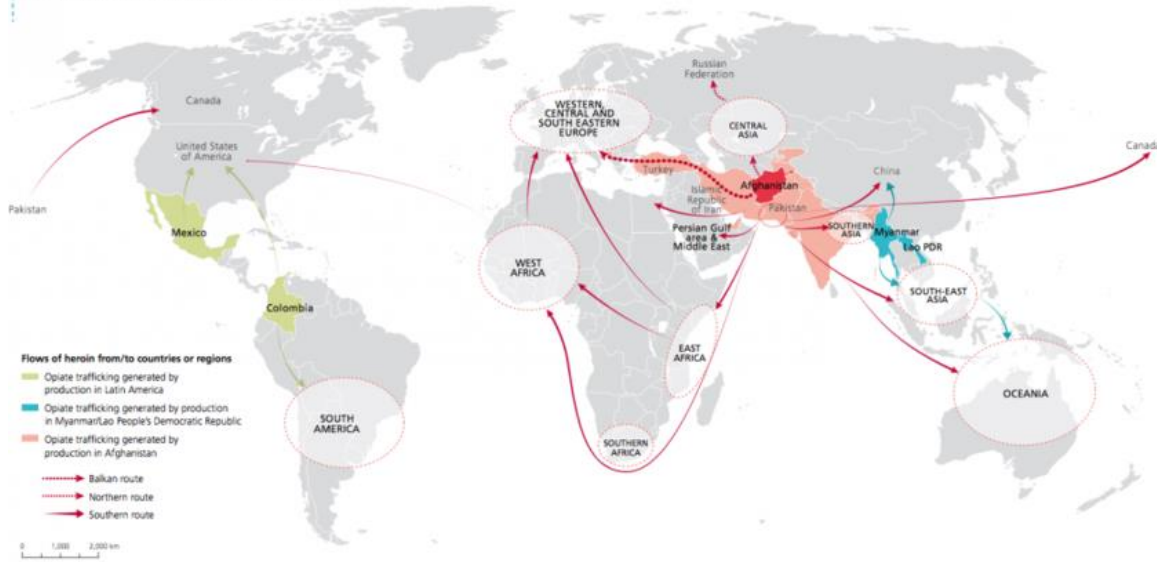 Russian
Federation
Canada
WESTERN,
CENTRAL AND
SOUTH EASTERN
EUROPE
CENTRAL
ASIA
United States
of America
Canada
Turkey
China
Afghanistan
Islamic
Republic
of Iran
Pakistan
Pakistan
Persian Gulf
area &
Middle East
SOUTHERN
ASIA
Myanmar
Lao PDR
Mexico
WEST
AFRICA
SOUTH-EAST
ASIA
Colombia
EAST
AFRICA
Flows of heroin from/to countries or regions
Opiate trafficking generated by
production in Latin America
Opiate trafficking generated by production
in Myanmar/Lao People's Democratic Republic
Opiate trafficking generated by
production in Afghanistan
OCEANIA
SOUTH
AMERICA
SOUTHERN
AFRICA
Balkan route
Northern route
Southern route
0 1,000 2,000 km